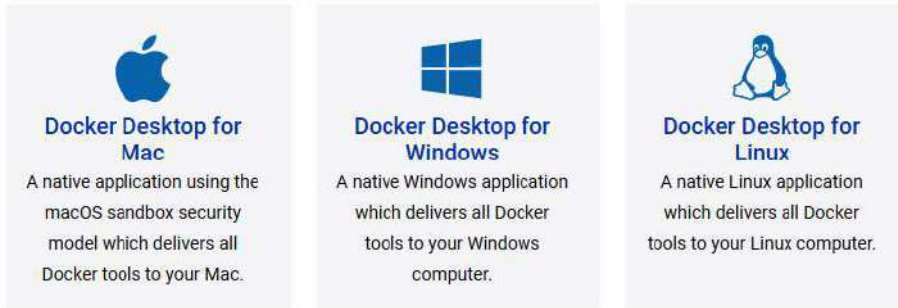 Docker Desktop for
Mac
A native application using the
macOS sandbox security
model which delivers all
Docker tools to your Mac.
Docker Desktop for
Windows
A native Windows application
which delivers all Docker
tools to your Windows
computer.
Docker Desktop for
Linux
A native Linux application
which delivers all Docker
tools to your Linux computer.